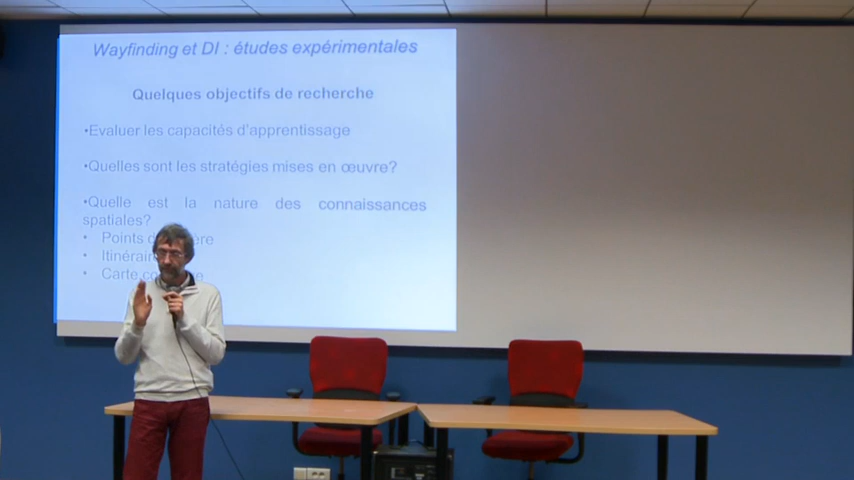 Wayfinding et DI : études expérimentales
Quelques objectifs de recherche
•Evaluer les capacités d'apprentissage
•Quelles sont les stratégies mises en œuvre?
•Quelle est la nature des connaissances
spatiales?
• Points
• 
• Carte